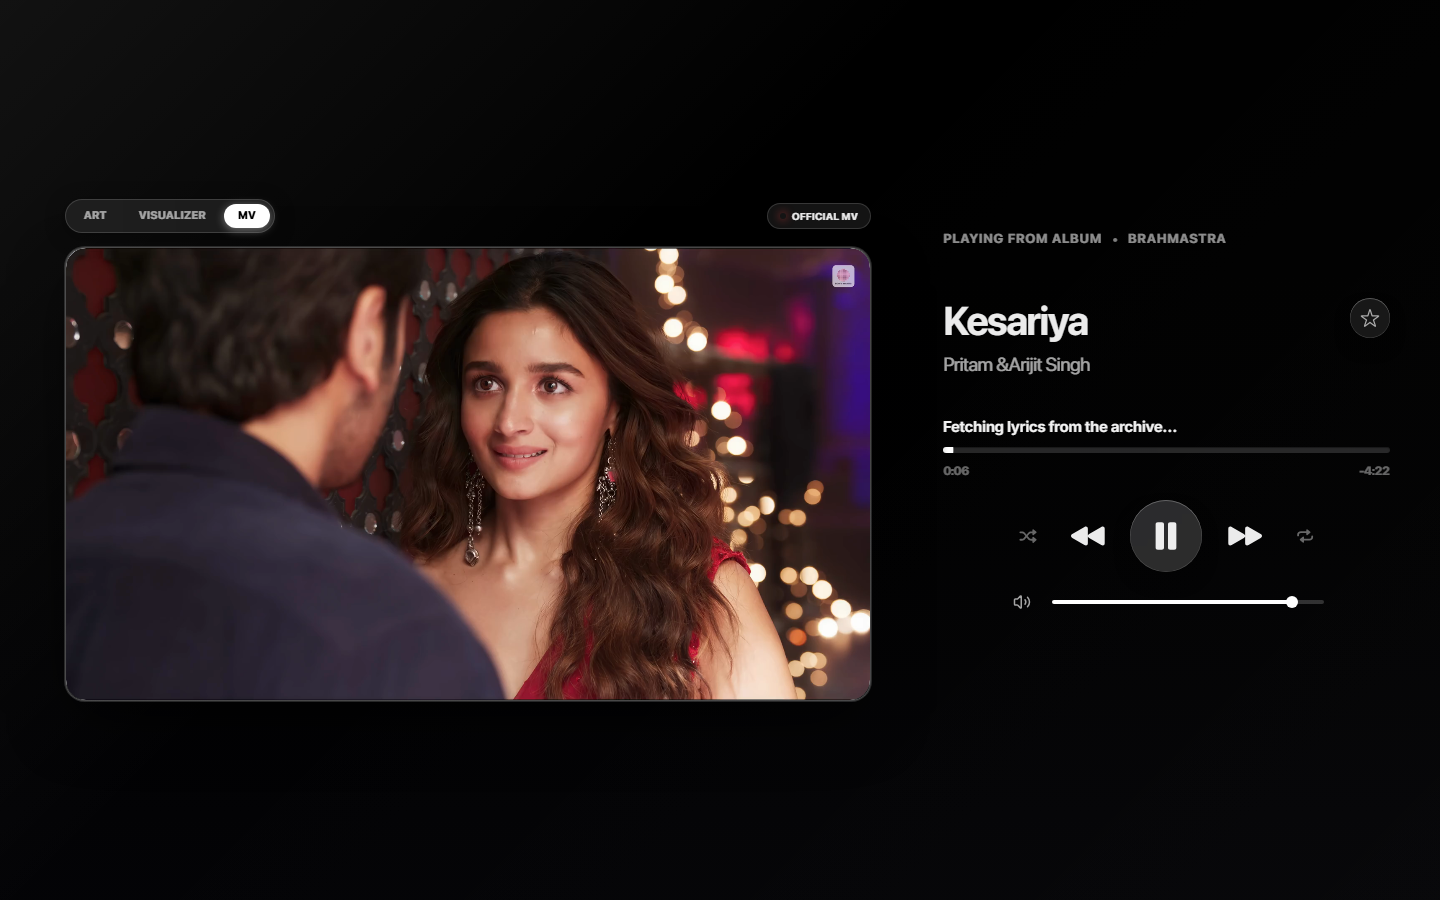 ART VISUALIZER MV
OFFICIAL MV
PLAYING FROM ALBUM • BRAHMASTRA
Kesariya
Pritam &Arijit Singh
Fetching lyrics from the archive...
0:06 -4:22